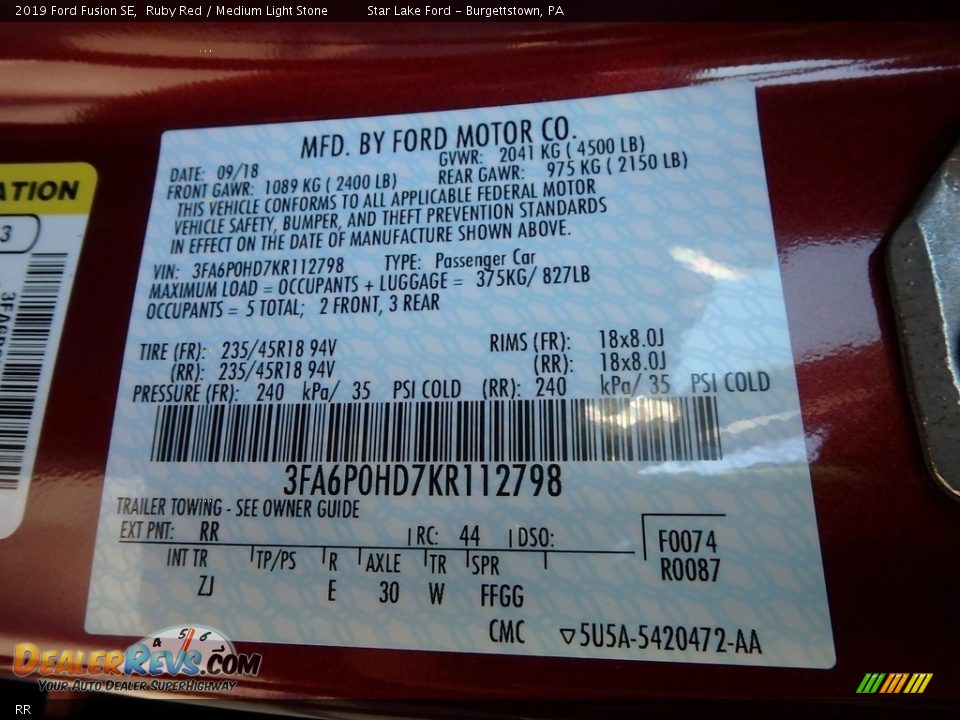 2019 Ford Fusion SE, Ruby Red / Medium Light Stone Star Lake Ford - Burgettstown, PA
ATION
3
MFD. BY FORD MOTOR CO.
DATE: 09/18 GVWR: 2041 KG ( 4500 LB)
FRONT GAWR: 1089 KG ( 2400 LB) REAR GAWR: 975 KG ( 2150 LB)
THIS VEHICLE CONFORMS TO ALL APPLICABLE FEDERAL MOTOR
VEHICLE SAFETY, BUMPER, AND THEFT PREVENTION STANDARDS
IN EFFECT ON THE DATE OF MANUFACTURE SHOWN ABOVE.
VIN: 3FA6P0HD7KR112798 TYPE: Passenger Car
MAXIMUM LOAD = OCCUPANTS + LUGGAGE = 375KG/ 827LB
OCCUPANTS = 5 TOTAL; 2 FRONT, 3 REAR
TIRE (FR): 235/45R18 94V RIMS (FR): 18x8.0J
(RR): 235/45R18 94V (RR): 18x8.0J
PRESSURE (FR): 240 kPa/ 35 PSI COLD (RR): 240 kPa/ 35 PSI COLD
3FA6P0HD7KR112798
TRAILER TOWING - SEE OWNER GUIDE
EXT PNT: RR RC: 44 DSO: F0074
INT TR TP/PS R AXLE TR SPR R0087
ZJ E 30 W FFGG
CMC ▽5U5A-5420472-AA
4 5 6
DEALERREVS.COM
YOUR AUTO DEALER SUPERHIGHWAY
RR